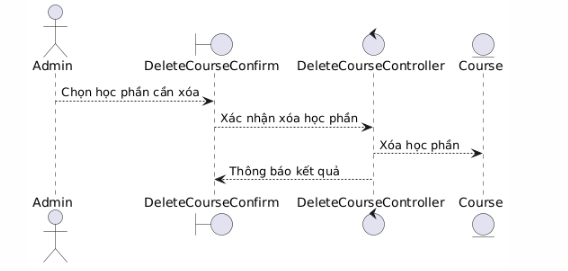 Admin
DeleteCourseConfirm
DeleteCourseController
Course
Chọn học phần cần xóa
Xác nhận xóa học phần
Xóa học phần
Thông báo kết quả
Admin
DeleteCourseConfirm
DeleteCourseController
Course